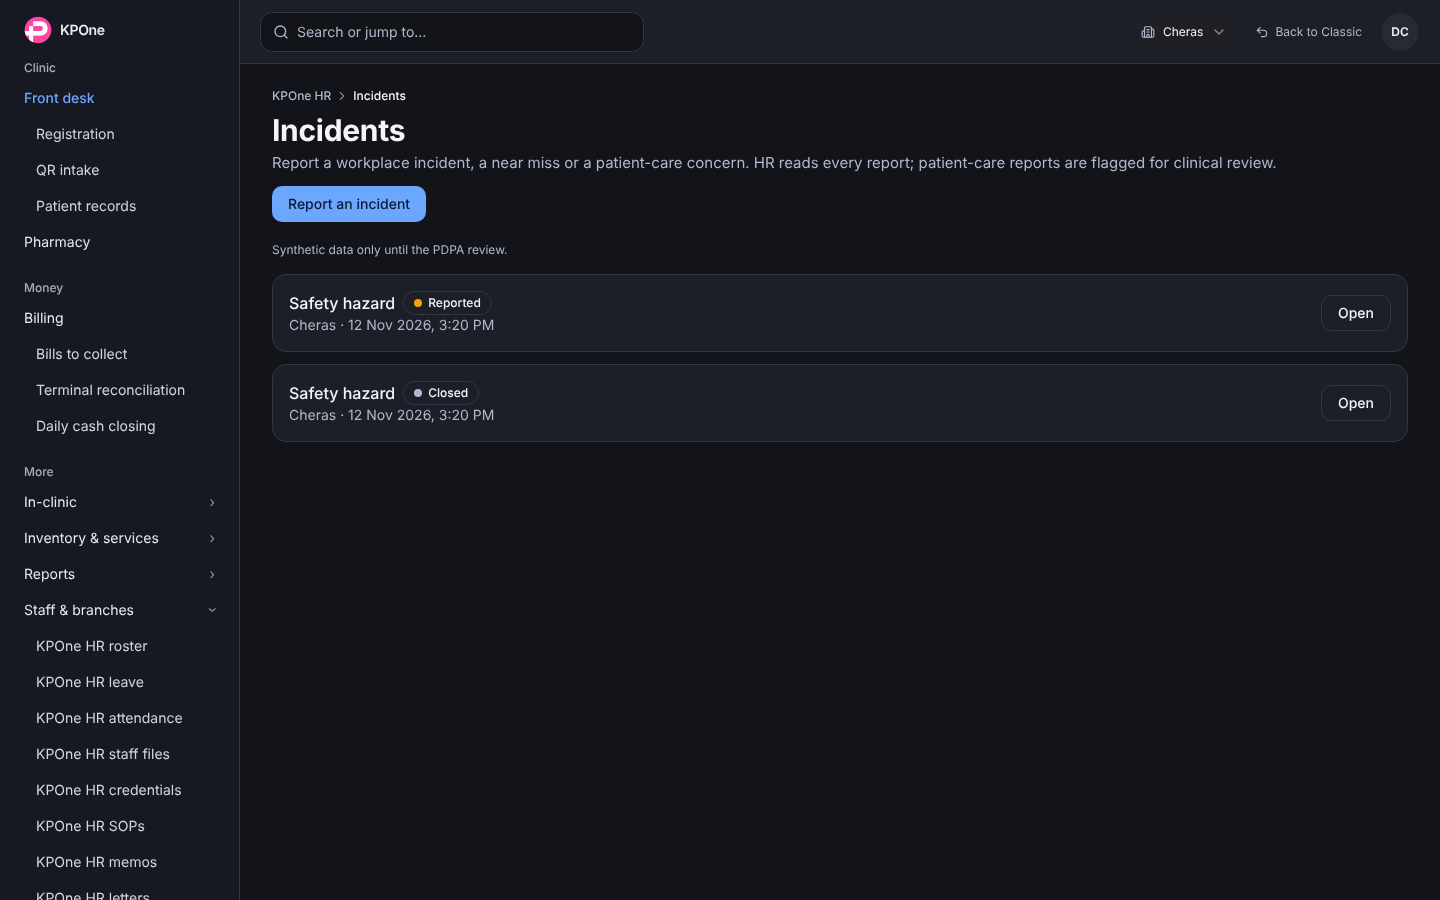 KPOne
Clinic
Front desk
Registration
QR intake
Patient records
Pharmacy
Money
Billing
Bills to collect
Terminal reconciliation
Daily cash closing
More
In-clinic
Inventory & services
Reports
Staff & branches
KPOne HR roster
KPOne HR leave
KPOne HR attendance
KPOne HR staff files
KPOne HR credentials
KPOne HR SOPs
KPOne HR memos
KPOne HR letters
Search or jump to...
Cheras
Back to Classic
DC
KPOne HR > Incidents
Incidents
Report a workplace incident, a near miss or a patient-care concern. HR reads every report; patient-care reports are flagged for clinical review.
Report an incident
Synthetic data only until the PDPA review.
Safety hazard Reported
Cheras · 12 Nov 2026, 3:20 PM
Open
Safety hazard Closed
Cheras · 12 Nov 2026, 3:20 PM
Open